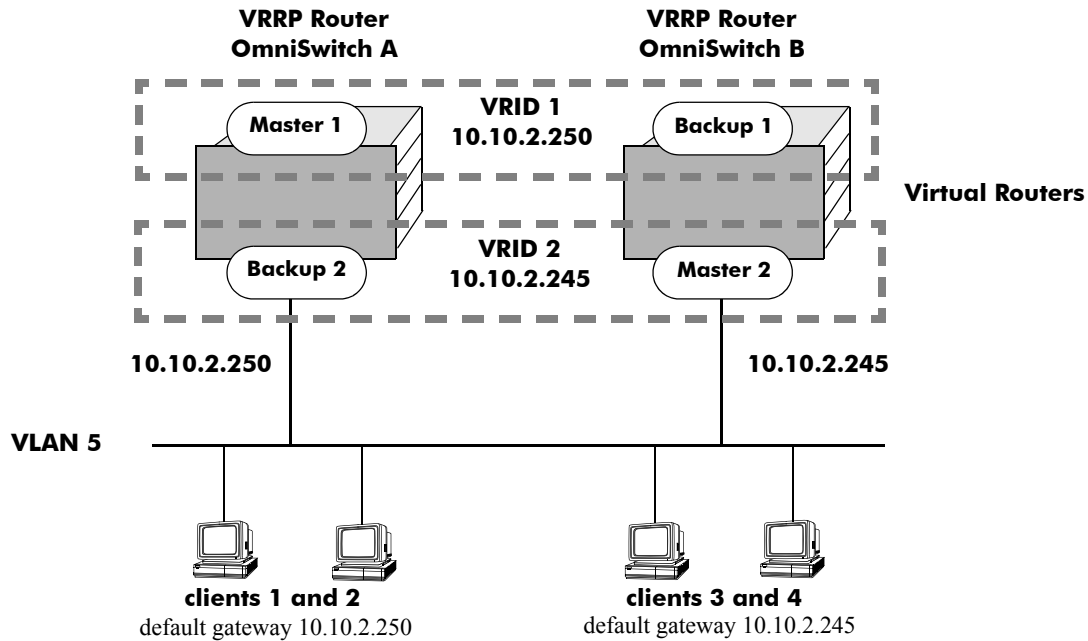 VRRP Router
OmniSwitch A
VRRP Router
OmniSwitch B
Master 1
VRID 1
10.10.2.250
Backup 1
Virtual Routers
Backup 2
VRID 2
10.10.2.245
Master 2
10.10.2.250
10.10.2.245
VLAN 5
clients 1 and 2
default gateway 10.10.2.250
clients 3 and 4
default gateway 10.10.2.245